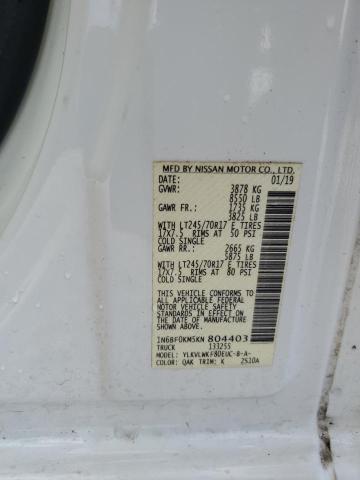 MFD BY NISSAN MOTOR CO., LTD.
DATE: 01/19
GVWR: 3878 KG
8550 LB
GAWR FR.: 1735 KG
3825 LB
WITH LT245/70R17 E TIRES
17X7.5 RIMS AT 50 PSI
COLD SINGLE
GAWR RR.: 2665 KG
5875 LB
WITH LT245/70R17 E TIRES
17X7.5 RIMS AT 80 PSI
COLD SINGLE
THIS VEHICLE CONFORMS TO ALL
APPLICABLE FEDERAL MOTOR
VEHICLE SAFETY STANDARDS IN
EFFECT ON THE DATE OF
MANUFACTURE SHOWN ABOVE.
1N6BF0KM5KN 804403
TRUCK 133255
MODEL: YLKVLWKF80EUC-B-A-
COLOR: QAK TRIM: K 2S10A